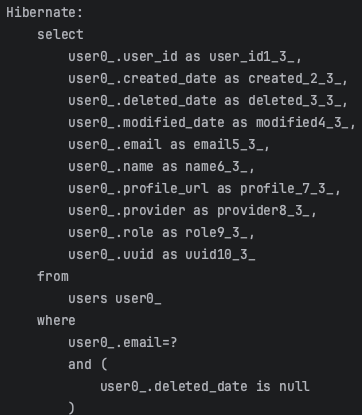 Hibernate:
    select
        user0_.user_id as user_id1_3_,
        user0_.created_date as created_2_3_,
        user0_.deleted_date as deleted_3_3_,
        user0_.modified_date as modified4_3_,
        user0_.email as email5_3_,
        user0_.name as name6_3_,
        user0_.profile_url as profile_7_3_,
        user0_.provider as provider8_3_,
        user0_.role as role9_3_,
        user0_.uuid as uuid10_3_
    from
        users user0_
    where
        user0_.email=?
        and (
            user0_.deleted_date is null
        )